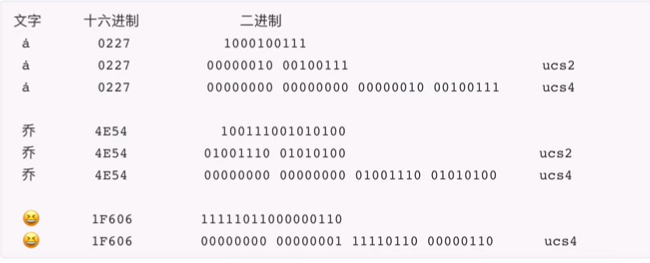 文字 十六进制 二进制
ȧ 0227 1000100111
ȧ 0227 00000010 00100111 ucs2
ȧ 0227 00000000 00000000 00000010 00100111 ucs4
乔 4E54 100111001010100
乔 4E54 01001110 01010100 ucs2
乔 4E54 00000000 00000000 01001110 01010100 ucs4
😆 1F606 11111011000000110
😆 1F606 00000000 00000001 11110110 00000110 ucs4